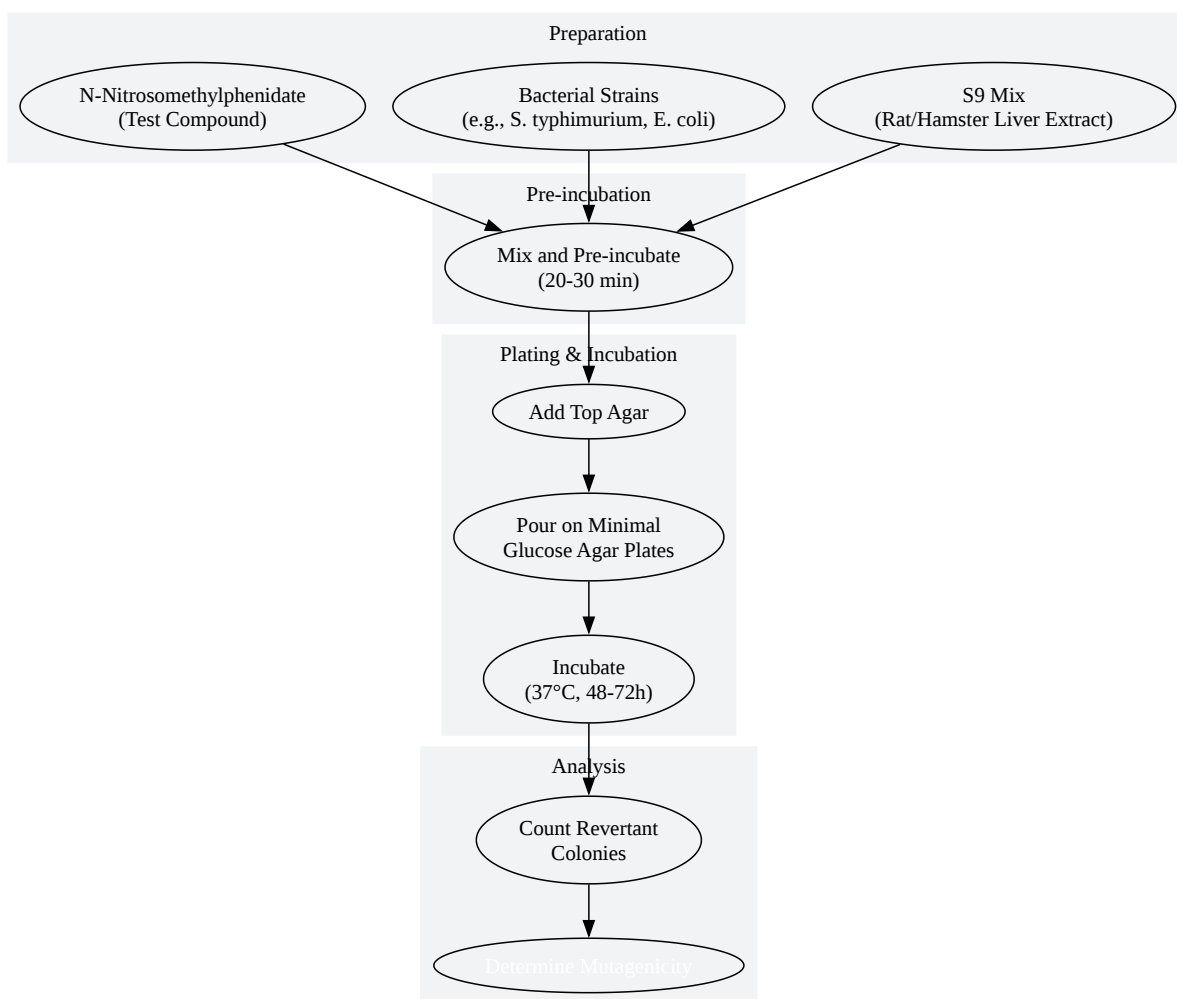 Preparation
N-Nitrosomethylphenidate
(Test Compound)
Bacterial Strains
(e.g., S. typhimurium, E. coli)
S9 Mix
(Rat/Hamster Liver Extract)
Pre-incubation
Mix and Pre-incubate
(20-30 min)
Plating & Incubation
Add Top Agar
Pour on Minimal
Glucose Agar Plates
Incubate
(37°C, 48-72h)
Analysis
Count Revertant
Colonies
Determine Mutagenicity